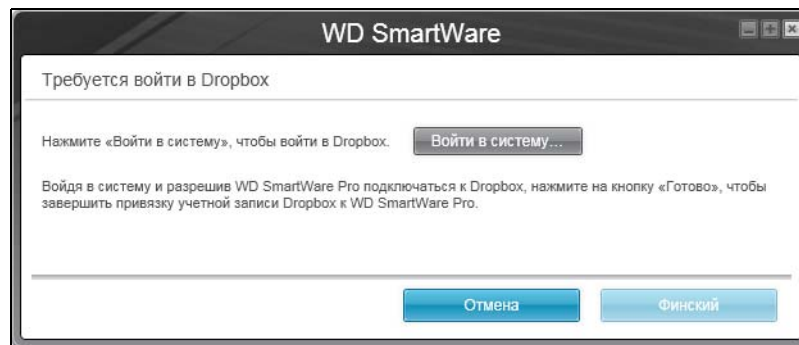 WD SmartWare
Требуется войти в Dropbox
Нажмите «Войти в систему», чтобы войти в Dropbox.
Войти в систему...
Войдя в систему и разрешив WD SmartWare Pro подключаться к Dropbox, нажмите на кнопку «Готово», чтобы
завершить привязку учетной записи Dropbox к WD SmartWare Pro.
Отмена
Финский